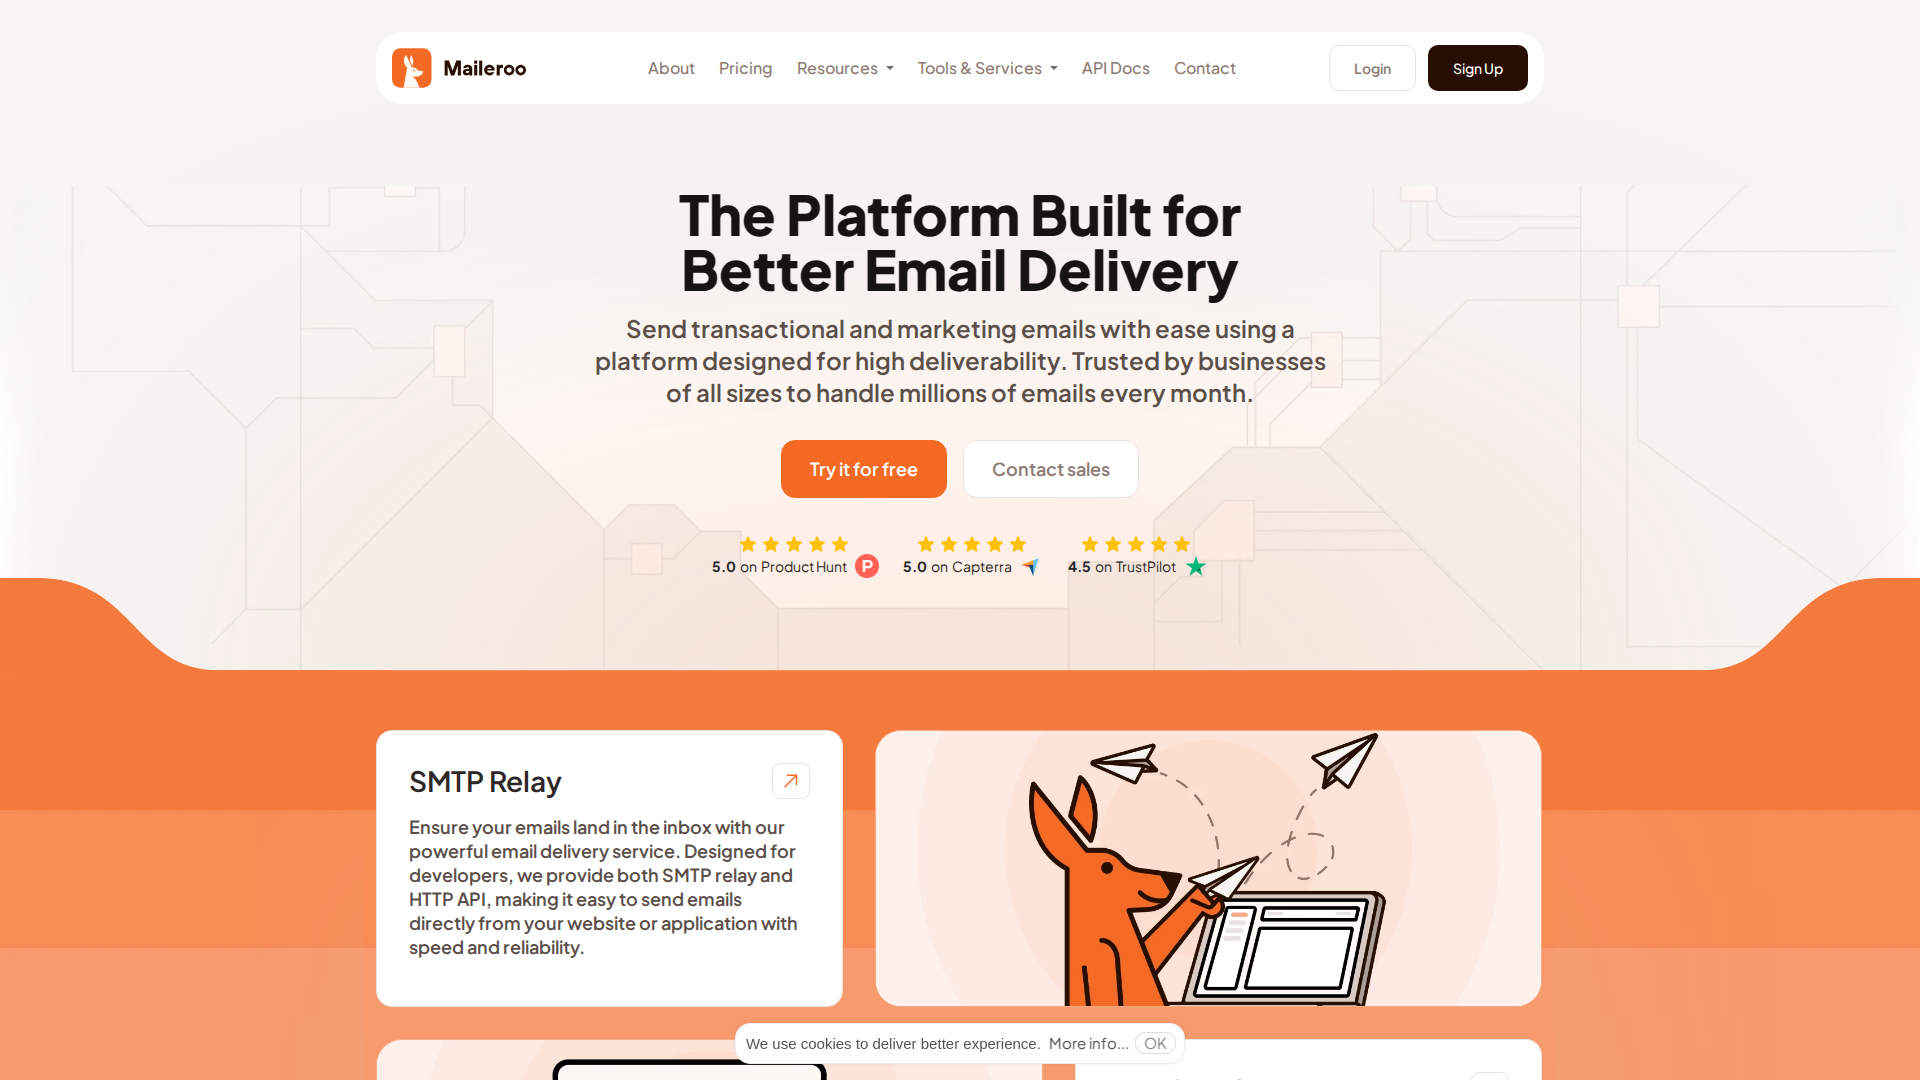 Maileroo
About
Pricing
Resources
Tools & Services
API Docs
Contact
Login
Sign Up
The Platform Built for
Better Email Delivery
Send transactional and marketing emails with ease using a
platform designed for high deliverability. Trusted by businesses
of all sizes to handle millions of emails every month.
Try it for free
Contact sales
5.0 on Product Hunt P
5.0 on Capterra
4.5 on TrustPilot
SMTP Relay
Ensure your emails land in the inbox with our
powerful email delivery service. Designed for
developers, we provide both SMTP relay and
HTTP API, making it easy to send emails
directly from your website or application with
speed and reliability.
We use cookies to deliver better experience. More info... OK